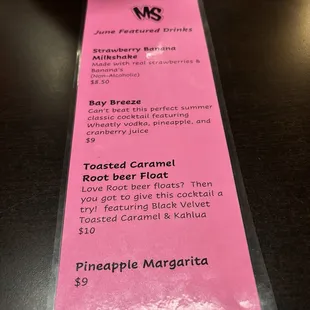 MS
June Featured Drinks
Strawberry Banana
Milkshake
Made with real strawberries &
Banana's
(Non-Alcoholic)
$8.50
Bay Breeze
Can't beat this perfect summer
classic cocktail featuring
Wheatly vodka, pineapple, and
cranberry juice
$9
Toasted Caramel
Root beer Float
Love Root beer floats? Then
you got to give this cocktail a
try! featuring Black Velvet
Toasted Caramel & Kahlua
$10
Pineapple Margarita
$9